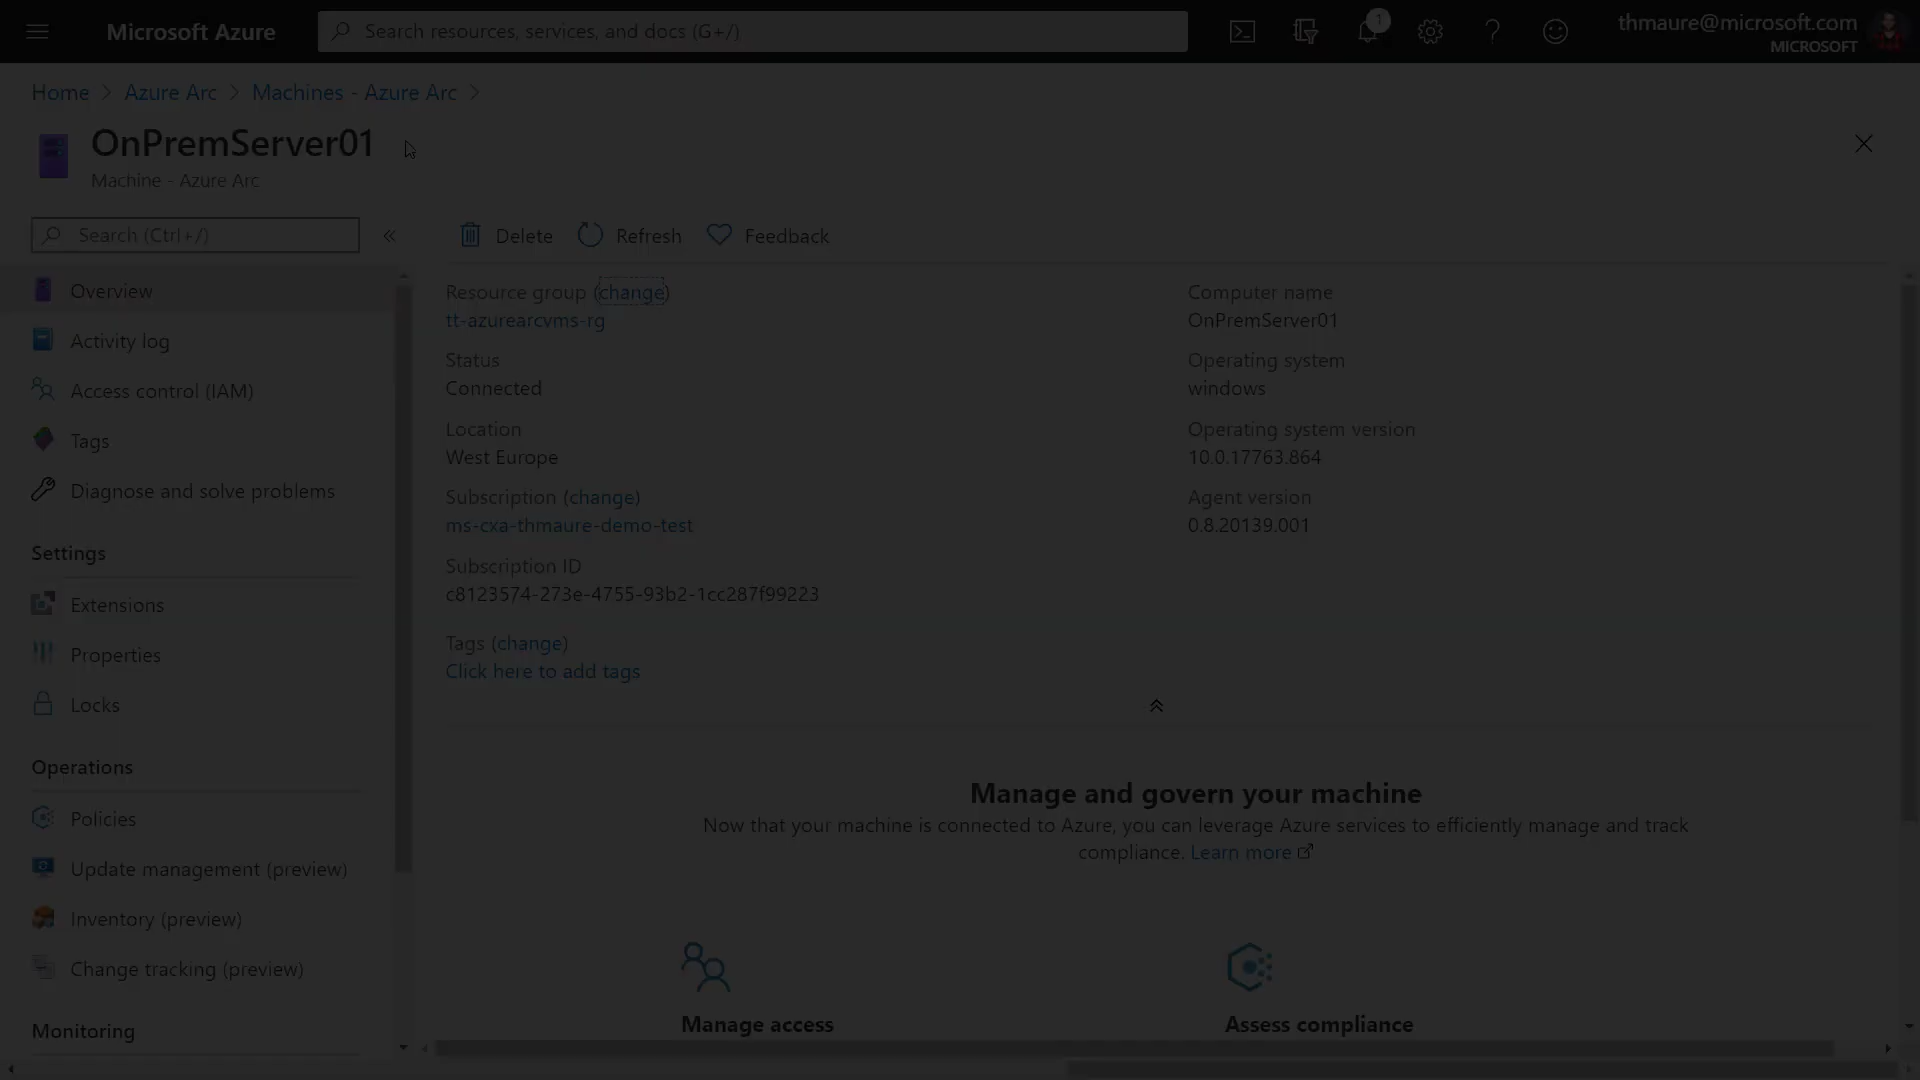 Microsoft Azure
Search resources, services, and docs (G+/)
1
thmaure@microsoft.com
MICROSOFT
Home > Azure Arc > Machines - Azure Arc >
OnPremServer01
Machine - Azure Arc
Search (Ctrl+/)
«
Delete
Refresh
Feedback
Overview
Activity log
Access control (IAM)
Tags
Diagnose and solve problems
Settings
Extensions
Properties
Locks
Operations
Policies
Update management (preview)
Inventory (preview)
Change tracking (preview)
Monitoring
Resource group (change)
tt-azurearcvms-rg
Status
Connected
Location
West Europe
Subscription (change)
ms-cxa-thmaure-demo-test
Subscription ID
c8123574-273e-4755-93b2-1cc287f99223
Tags (change)
Click here to add tags
Computer name
OnPremServer01
Operating system
windows
Operating system version
10.0.17763.864
Agent version
0.8.20139.001
Manage and govern your machine
Now that your machine is connected to Azure, you can leverage Azure services to efficiently manage and track
compliance. Learn more
Manage access
Assess compliance